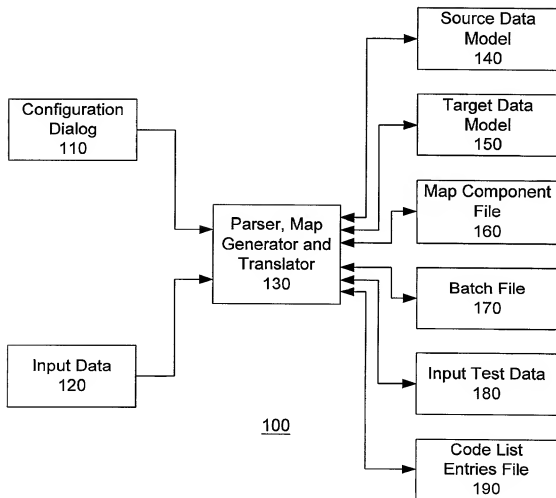 Configuration
Dialog
110
Input Data
120
Parser, Map
Generator and
Translator
130
100
Source Data
Model
140
Target Data
Model
150
Map Component
File
160
Batch File
170
Input Test Data
180
Code List
Entries File
190